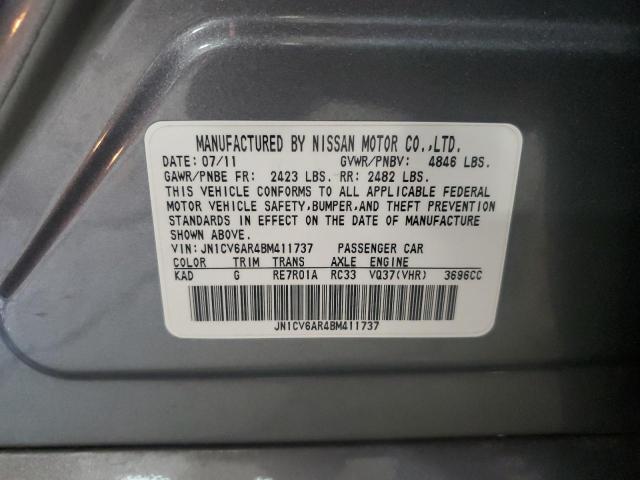 MANUFACTURED BY NISSAN MOTOR CO.,LTD.
DATE: 07/11 GVWR/PNBV: 4846 LBS.
GAWR/PNBE FR: 2423 LBS. RR: 2482 LBS.
THIS VEHICLE CONFORMS TO ALL APPLICABLE FEDERAL
MOTOR VEHICLE SAFETY,BUMPER,AND THEFT PREVENTION
STANDARDS IN EFFECT ON THE DATE OF MANUFACTURE
SHOWN ABOVE.
VIN: JN1CV6AR4BM411737 PASSENGER CAR
COLOR TRIM TRANS AXLE ENGINE
KAD G RE7R01A RC33 VQ37(VHR) 3696CC
JN1CV6AR4BM411737